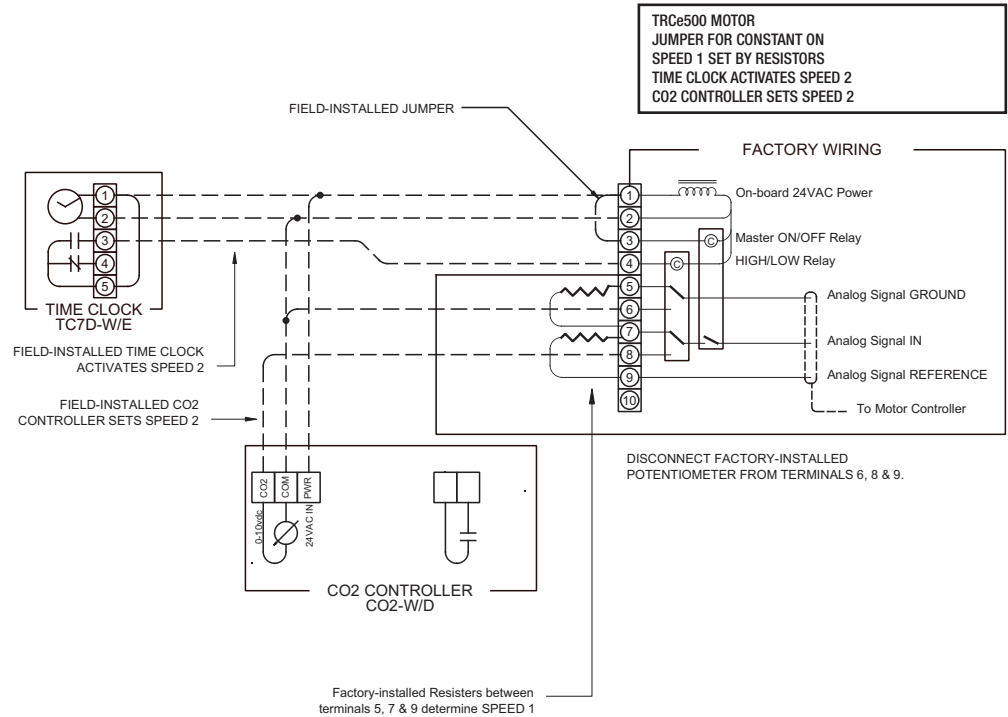 TRCe500 MOTOR
JUMPER FOR CONSTANT ON
SPEED 1 SET BY RESISTORS
TIME CLOCK ACTIVATES SPEED 2
CO2 CONTROLLER SETS SPEED 2
FIELD-INSTALLED JUMPER
FACTORY WIRING
1
2
3
4
5
TIME CLOCK
TC7D-W/E
1
2
3
4
5
6
7
8
9
10
On-board 24VAC Power
Master ON/OFF Relay
HIGH/LOW Relay
C
C
Analog Signal GROUND
Analog Signal IN
Analog Signal REFERENCE
To Motor Controller
FIELD-INSTALLED TIME CLOCK
ACTIVATES SPEED 2
FIELD-INSTALLED CO2
CONTROLLER SETS SPEED 2
DISCONNECT FACTORY-INSTALLED
POTENTIOMETER FROM TERMINALS 6, 8 & 9.
CO2
COM
PWR
0-10vdc
24VAC IN
CO2 CONTROLLER
CO2-W/D
Factory-installed Resisters between
terminals 5, 7 & 9 determine SPEED 1